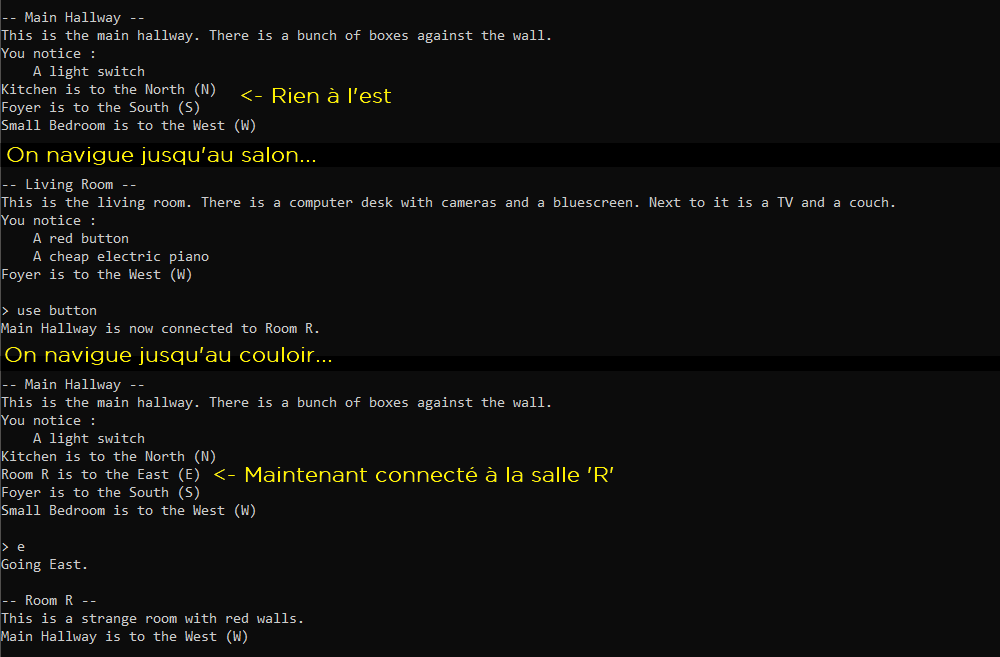 -- Main Hallway --
This is the main hallway. There is a bunch of boxes against the wall.
You notice :
A light switch
Kitchen is to the North (N)
<- Rien à l'est
Foyer is to the South (S)
Small Bedroom is to the West (W)
On navigue jusqu'au salon...
-- Living Room --
This is the living room. There is a computer desk with cameras and a bluescreen. Next to it is a TV and a couch.
You notice :
A red button
A cheap electric piano
Foyer is to the West (W)
> use button
Main Hallway is now connected to Room R.
On navigue jusqu'au couloir...
-- Main Hallway --
This is the main hallway. There is a bunch of boxes against the wall.
You notice :
A light switch
Kitchen is to the North (N)
Room R is to the East (E) <- Maintenant connecté à la salle 'R'
Foyer is to the South (S)
Small Bedroom is to the West (W)
> e
Going East.
-- Room R --
This is a strange room with red walls.
Main Hallway is to the West (W)